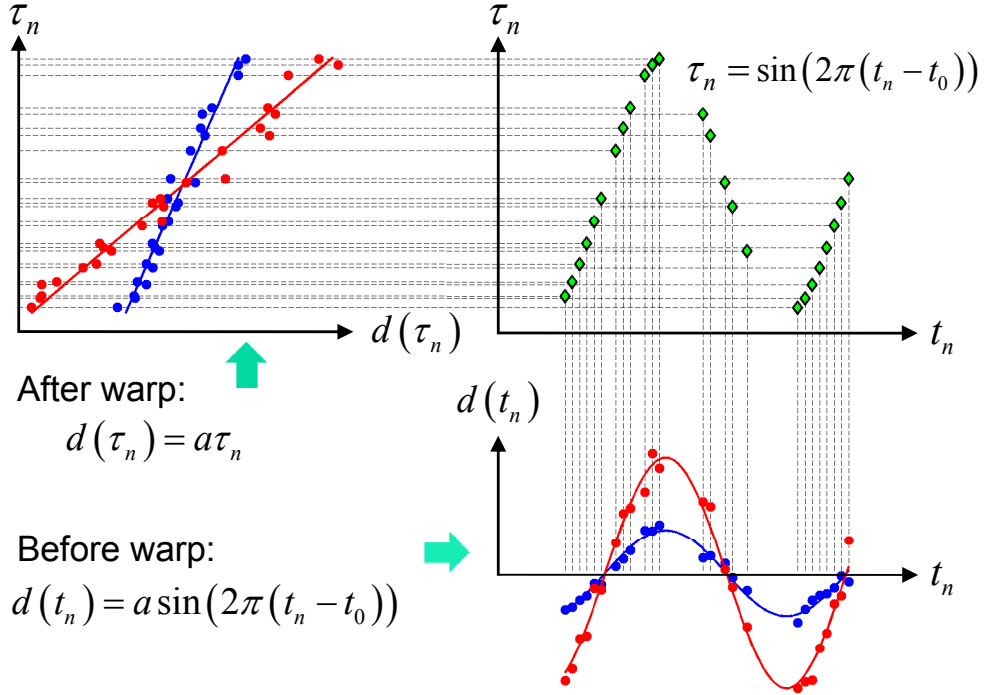 τₙ
d(τₙ)
After warp:
d(τₙ) = aτₙ
Before warp:
d(tₙ) = a sin(2π(tₙ − t₀))
τₙ
τₙ = sin(2π(tₙ − t₀))
tₙ
d(tₙ)
tₙ